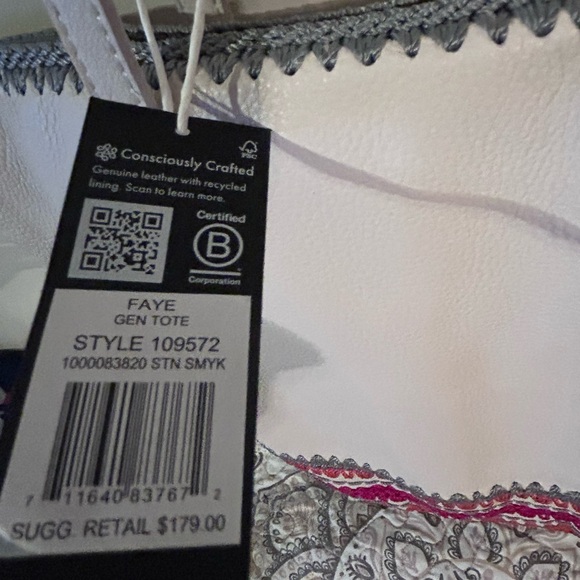 Consciously Crafted
FSC
Genuine leather with recycled
lining. Scan to learn more.
Certified
B
Corporation
FAYE
GEN TOTE
STYLE 109572
1000083820 STN SMYK
7 11640 83767 2
SUGG. RETAIL $179.00